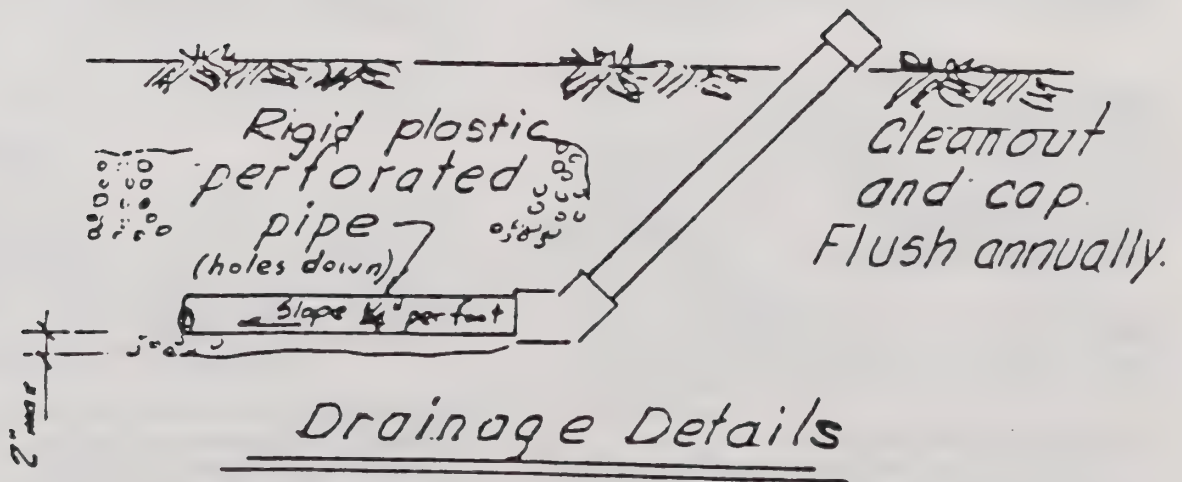 Rigid plastic
perforated
pipe
(holes down)
Cleanout
and cap.
Flush annually.
Slope ¼" per foot
2" max
Drainage Details